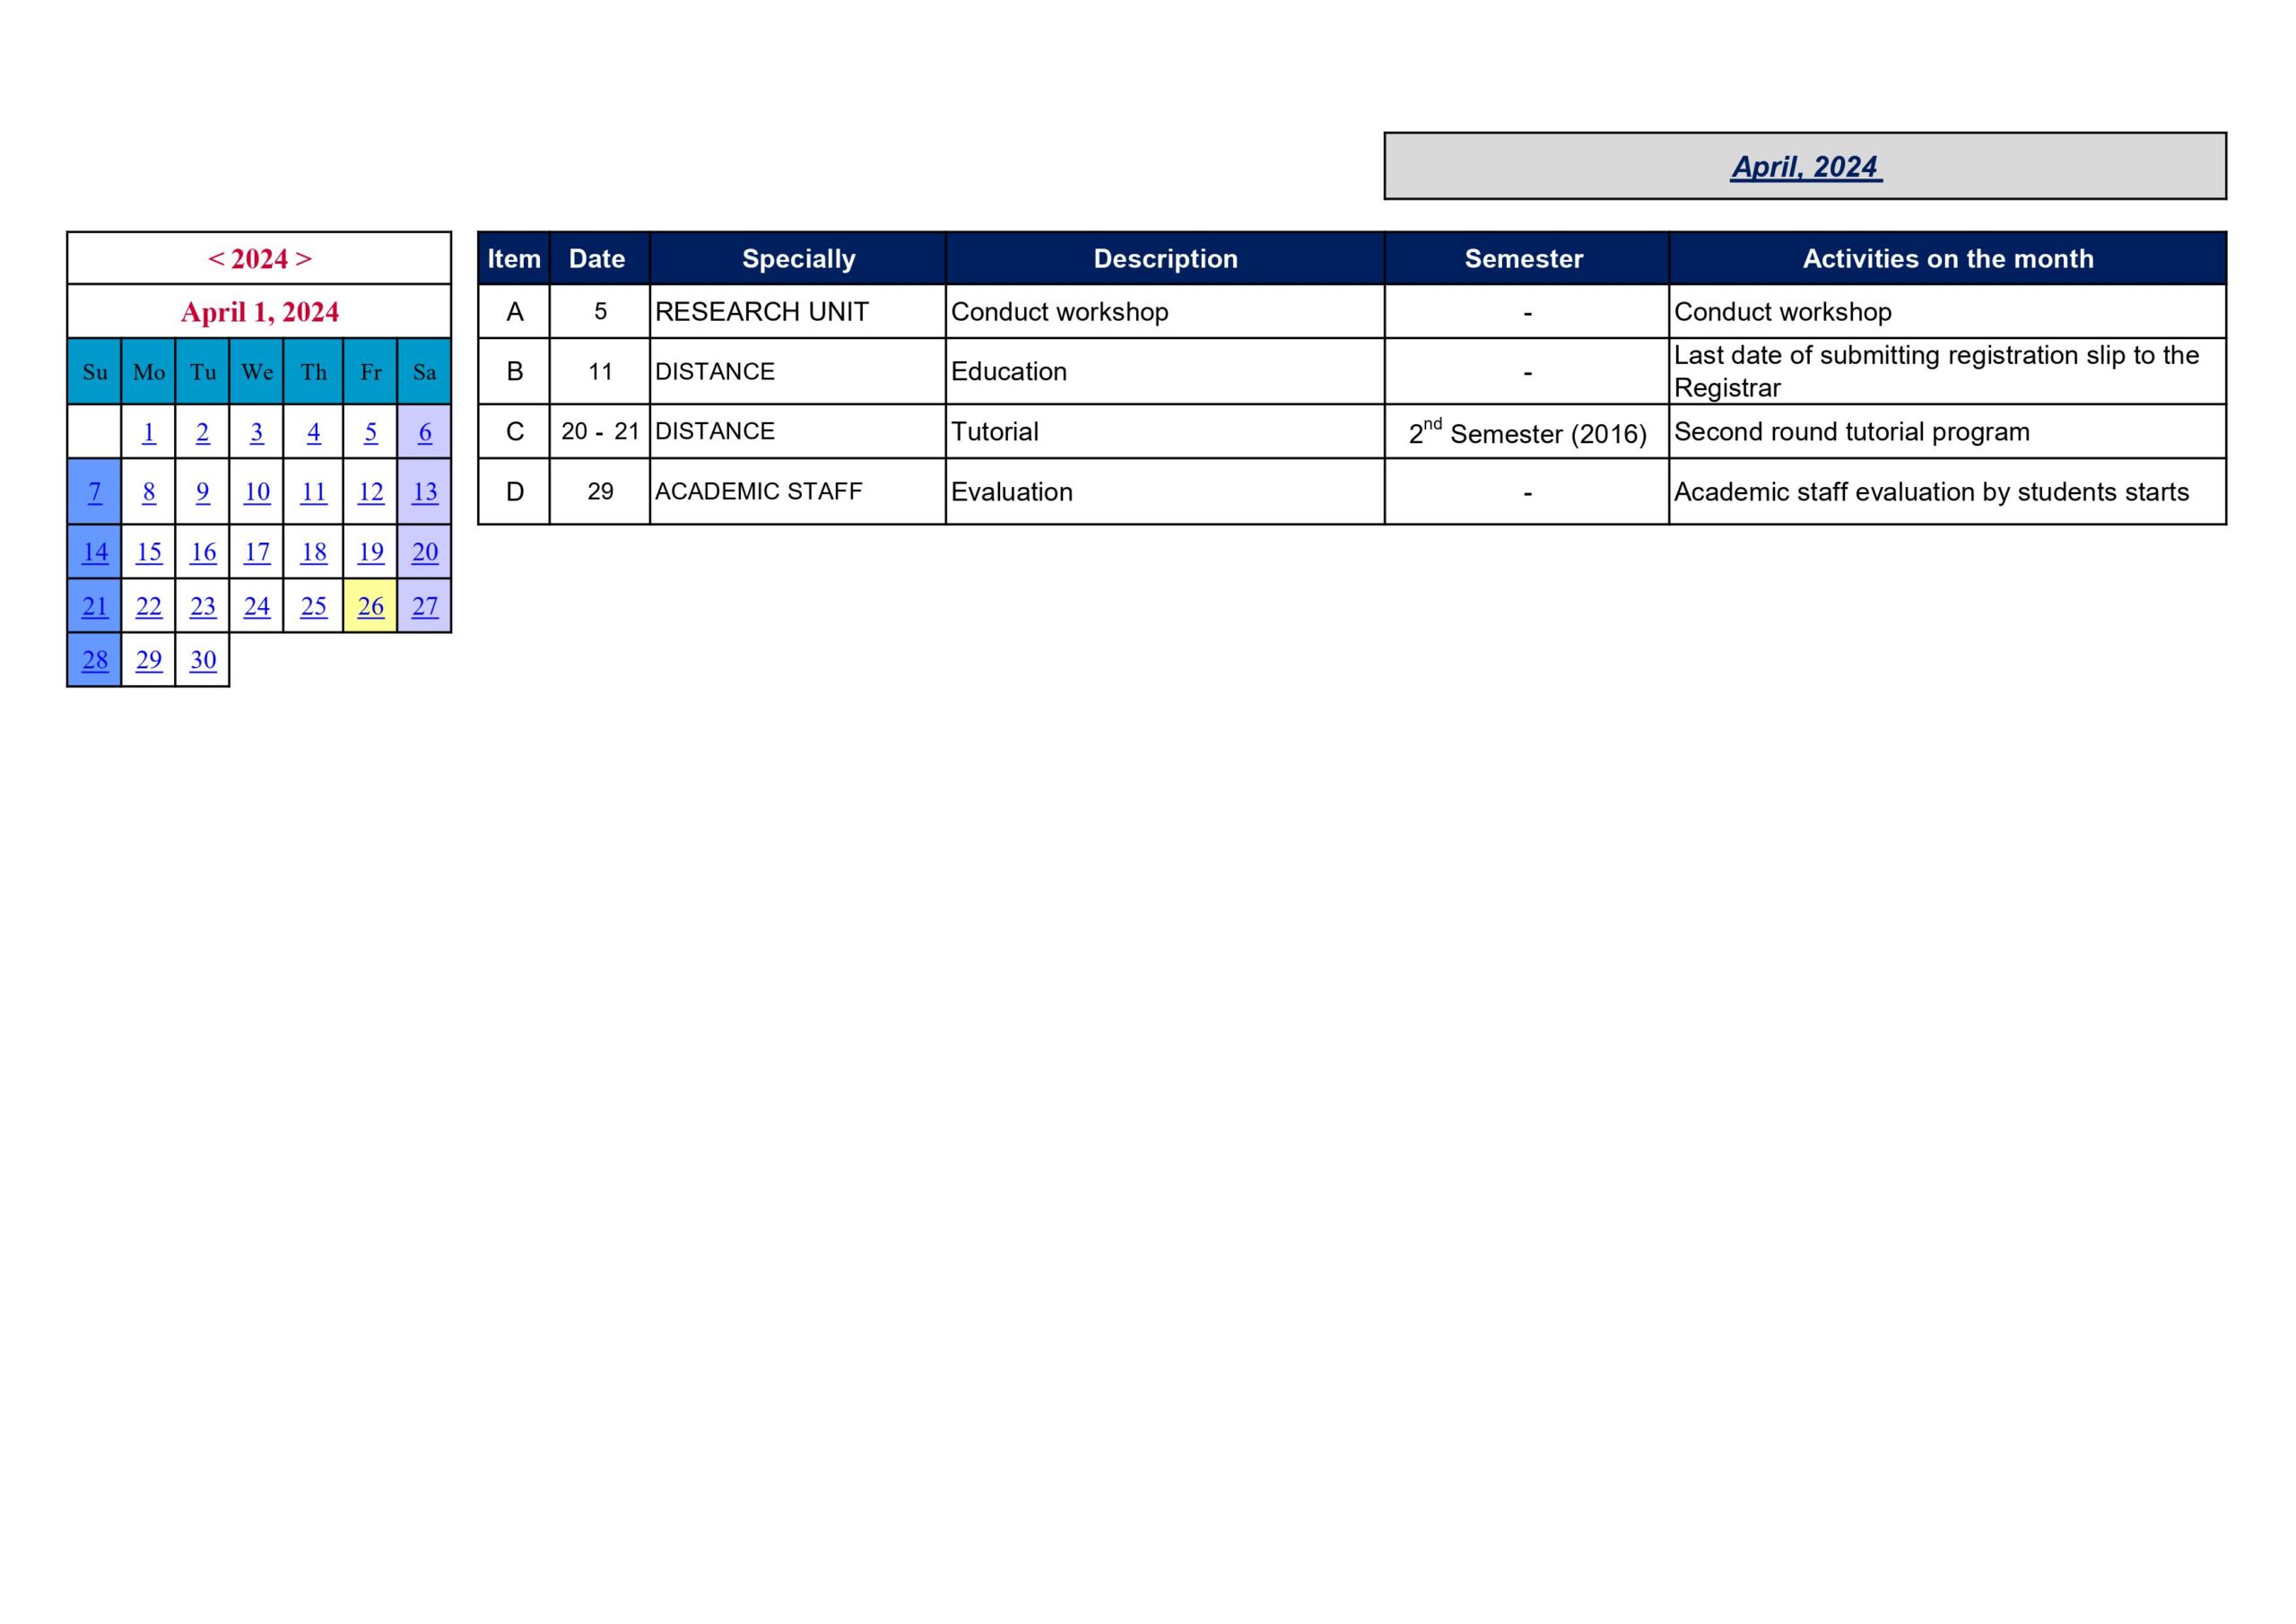 April, 2024
< 2024 >
April 1, 2024
Su Mo Tu We Th Fr Sa
1 2 3 4 5 6
7 8 9 10 11 12 13
14 15 16 17 18 19 20
21 22 23 24 25 26 27
28 29 30
Item Date Specially Description Semester Activities on the month
A 5 RESEARCH UNIT Conduct workshop - Conduct workshop
B 11 DISTANCE Education - Last date of submitting registration slip to the
Registrar
C 20 - 21 DISTANCE Tutorial 2nd Semester (2016) Second round tutorial program
D 29 ACADEMIC STAFF Evaluation - Academic staff evaluation by students starts